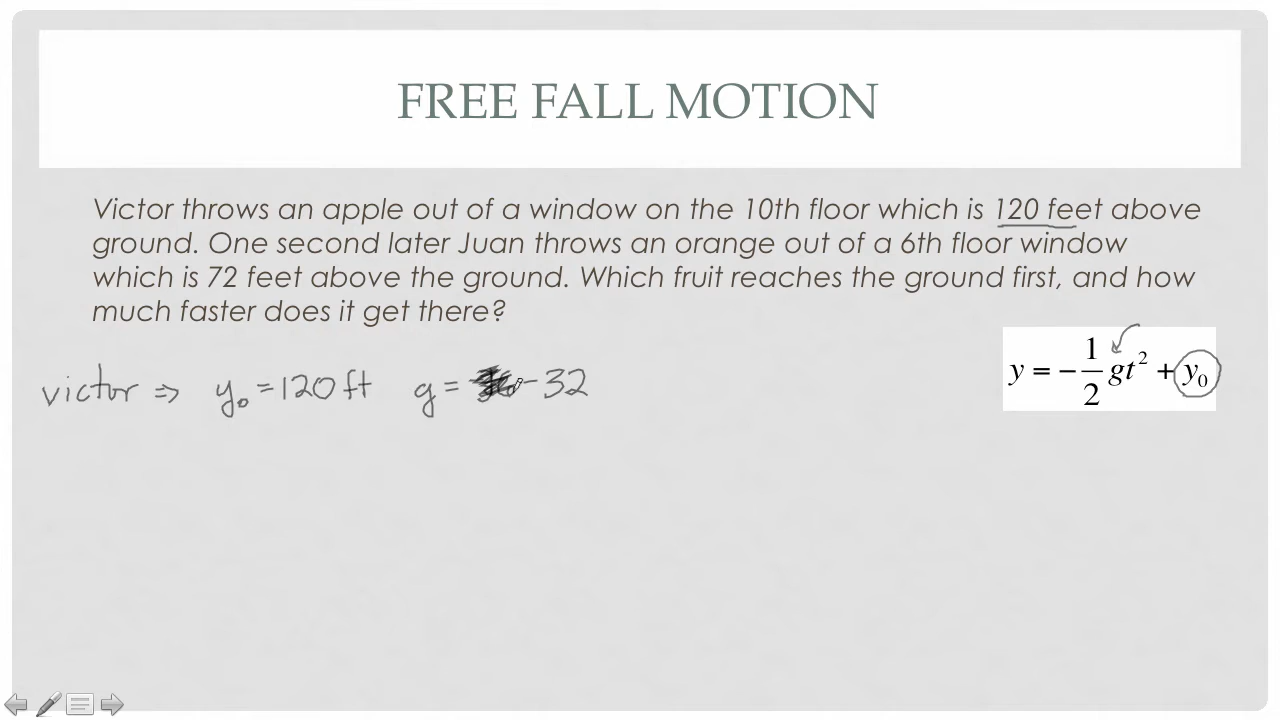 FREE FALL MOTION
Victor throws an apple out of a window on the 10th floor which is 120 feet above
ground. One second later Juan throws an orange out of a 6th floor window
which is 72 feet above the ground. Which fruit reaches the ground first, and how
much faster does it get there?
y = -1/2 gt² + y₀
victor ⇒ y₀ = 120 ft g = -32